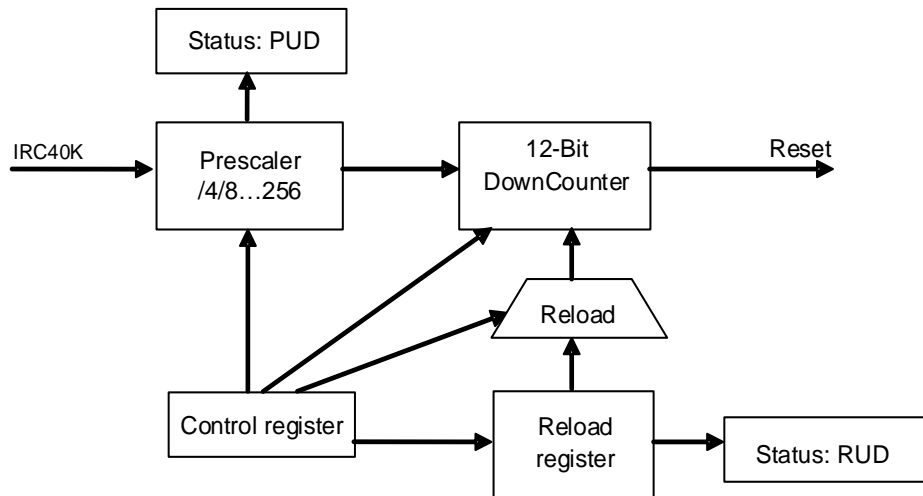 Status: PUD
IRC40K
Prescaler
/4/8…256
12-Bit
DownCounter
Reset
Reload
Control register
Reload
register
Status: RUD